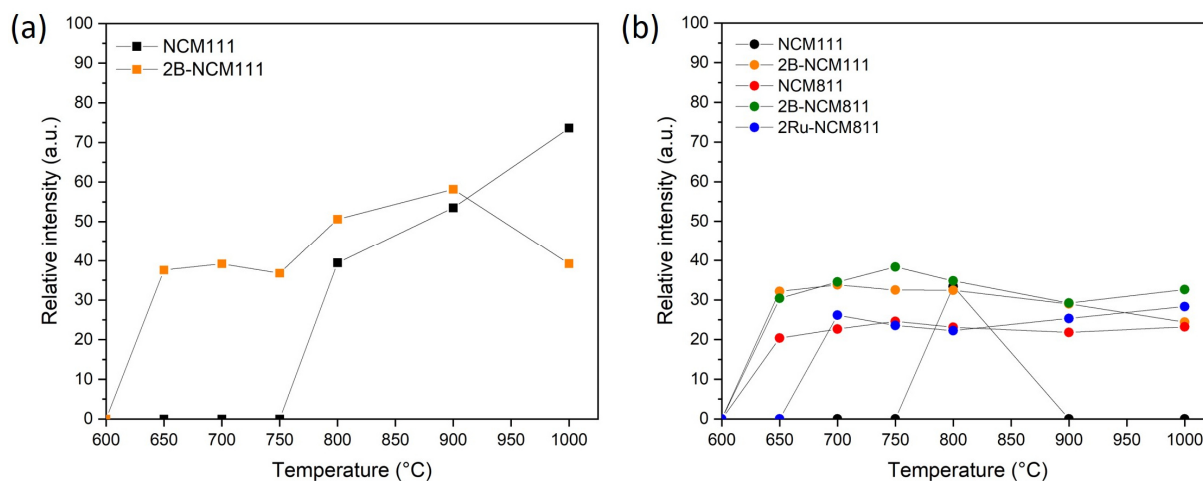 (a)
100
90
80
70
60
50
40
30
20
10
0
Relative intensity (a.u.)
NCM111
2B-NCM111
600 650 700 750 800 850 900 950 1000
Temperature (°C)
(b)
100
90
80
70
60
50
40
30
20
10
0
Relative intensity (a.u.)
NCM111
2B-NCM111
NCM811
2B-NCM811
2Ru-NCM811
600 650 700 750 800 850 900 950 1000
Temperature (°C)